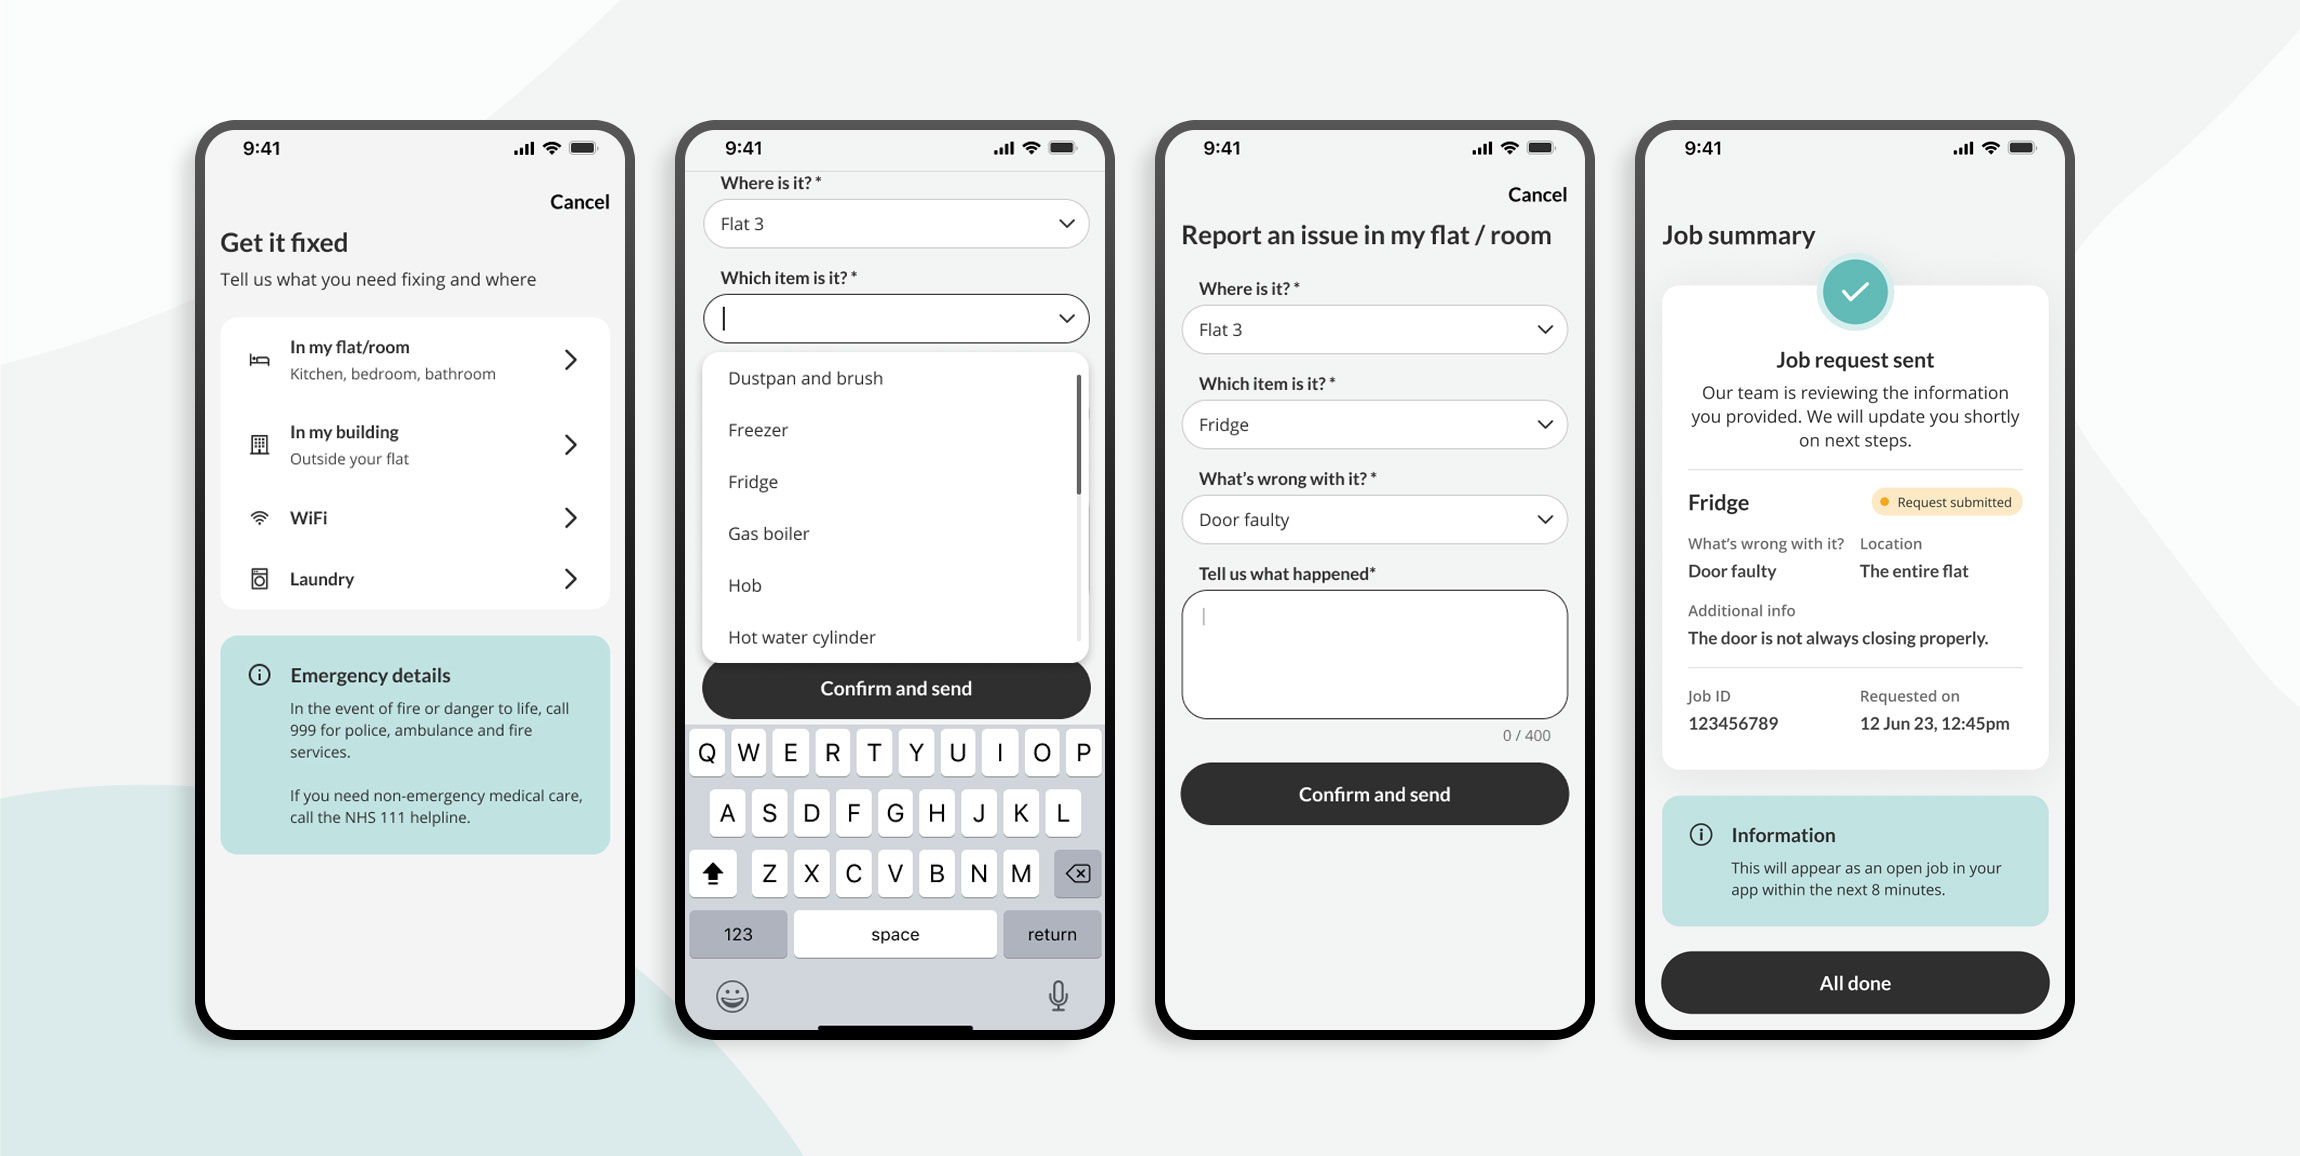 9:41
Cancel
Get it fixed
Tell us what you need fixing and where
In my flat/room
Kitchen, bedroom, bathroom
In my building
Outside your flat
WiFi
Laundry
Emergency details
In the event of fire or danger to life, call
999 for police, ambulance and fire
services.
If you need non-emergency medical care,
call the NHS 111 helpline.
9:41
Where is it? *
Flat 3
Which item is it? *
Dustpan and brush
Freezer
Fridge
Gas boiler
Hob
Hot water cylinder
Confirm and send
Q W E R T Y U I O P
A S D F G H J K L
Z X C V B N M
123 space return
9:41
Cancel
Report an issue in my flat / room
Where is it? *
Flat 3
Which item is it? *
Fridge
What's wrong with it? *
Door faulty
Tell us what happened*
0 / 400
Confirm and send
9:41
Job summary
Job request sent
Our team is reviewing the information
you provided. We will update you shortly
on next steps.
Fridge Request submitted
What's wrong with it? Location
Door faulty The entire flat
Additional info
The door is not always closing properly.
Job ID Requested on
123456789 12 Jun 23, 12:45pm
Information
This will appear as an open job in your
app within the next 8 minutes.
All done